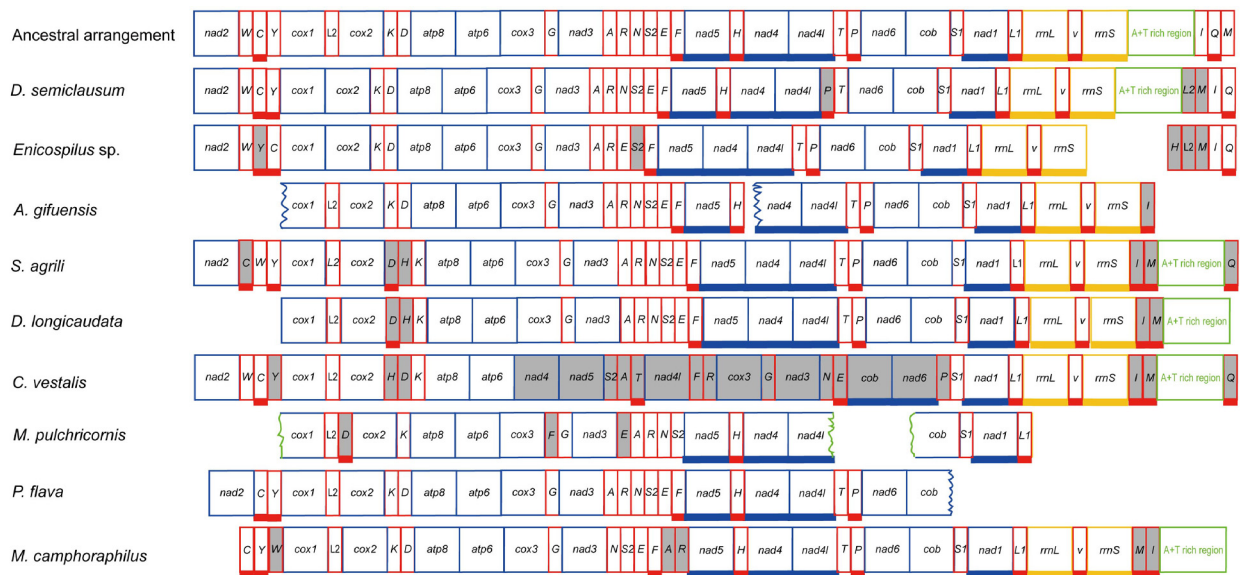 Ancestral arrangement nad2 W C Y cox1 L2 cox2 K D atp8 atp6 cox3 G nad3 A R N S2 E F nad5 H nad4 nad4l T P nad6 cob S1 nad1 L1 rrnL v rrnS A+T rich region I Q M
D. semiclausum nad2 W C Y cox1 cox2 K D atp8 atp6 cox3 G nad3 A R N S2 E F nad5 H nad4 nad4l P T nad6 cob S1 nad1 L1 rrnL v rrnS A+T rich region L2 M I Q
Enicospilus sp. nad2 W Y C cox1 cox2 K D atp8 atp6 cox3 G nad3 A R E S2 F nad5 nad4 nad4l T P nad6 cob S1 nad1 L1 rrnL v rrnS H L2 M I Q
A. gifuensis cox1 L2 cox2 K D atp8 atp6 cox3 G nad3 A R N S2 E F nad5 H nad4 nad4l T P nad6 cob S1 nad1 L1 rrnL v rrnS I
S. agrili nad2 C W Y cox1 L2 cox2 D H K atp8 atp6 cox3 G nad3 A R N S2 E F nad5 nad4 nad4l T P nad6 cob S1 nad1 L1 rrnL v rrnS I M A+T rich region Q
D. longicaudata cox1 L2 cox2 D H K atp8 atp6 cox3 G nad3 A R N S2 E F nad5 nad4 nad4l T P nad6 cob S1 nad1 L1 rrnL v rrnS I M A+T rich region
C. vestalis nad2 W C Y cox1 L2 cox2 H D K atp8 atp6 nad4 nad5 S2 A T nad4l F R cox3 G nad3 N E cob nad6 P S1 nad1 L1 rrnL v rrnS I M A+T rich region Q
M. pulchricornis cox1 L2 D cox2 K atp8 atp6 cox3 F G nad3 E A R N S2 nad5 H nad4 nad4l cob S1 nad1 L1
P. flava nad2 C Y cox1 L2 cox2 K D atp8 atp6 cox3 G nad3 A R N S2 E F nad5 H nad4 nad4l T P nad6 cob
M. camphoraphilus C Y W cox1 L2 cox2 K D atp8 atp6 cox3 G nad3 N S2 E F A R nad5 H nad4 nad4l T P nad6 cob S1 nad1 L1 rrnL v rrnS M I A+T rich region